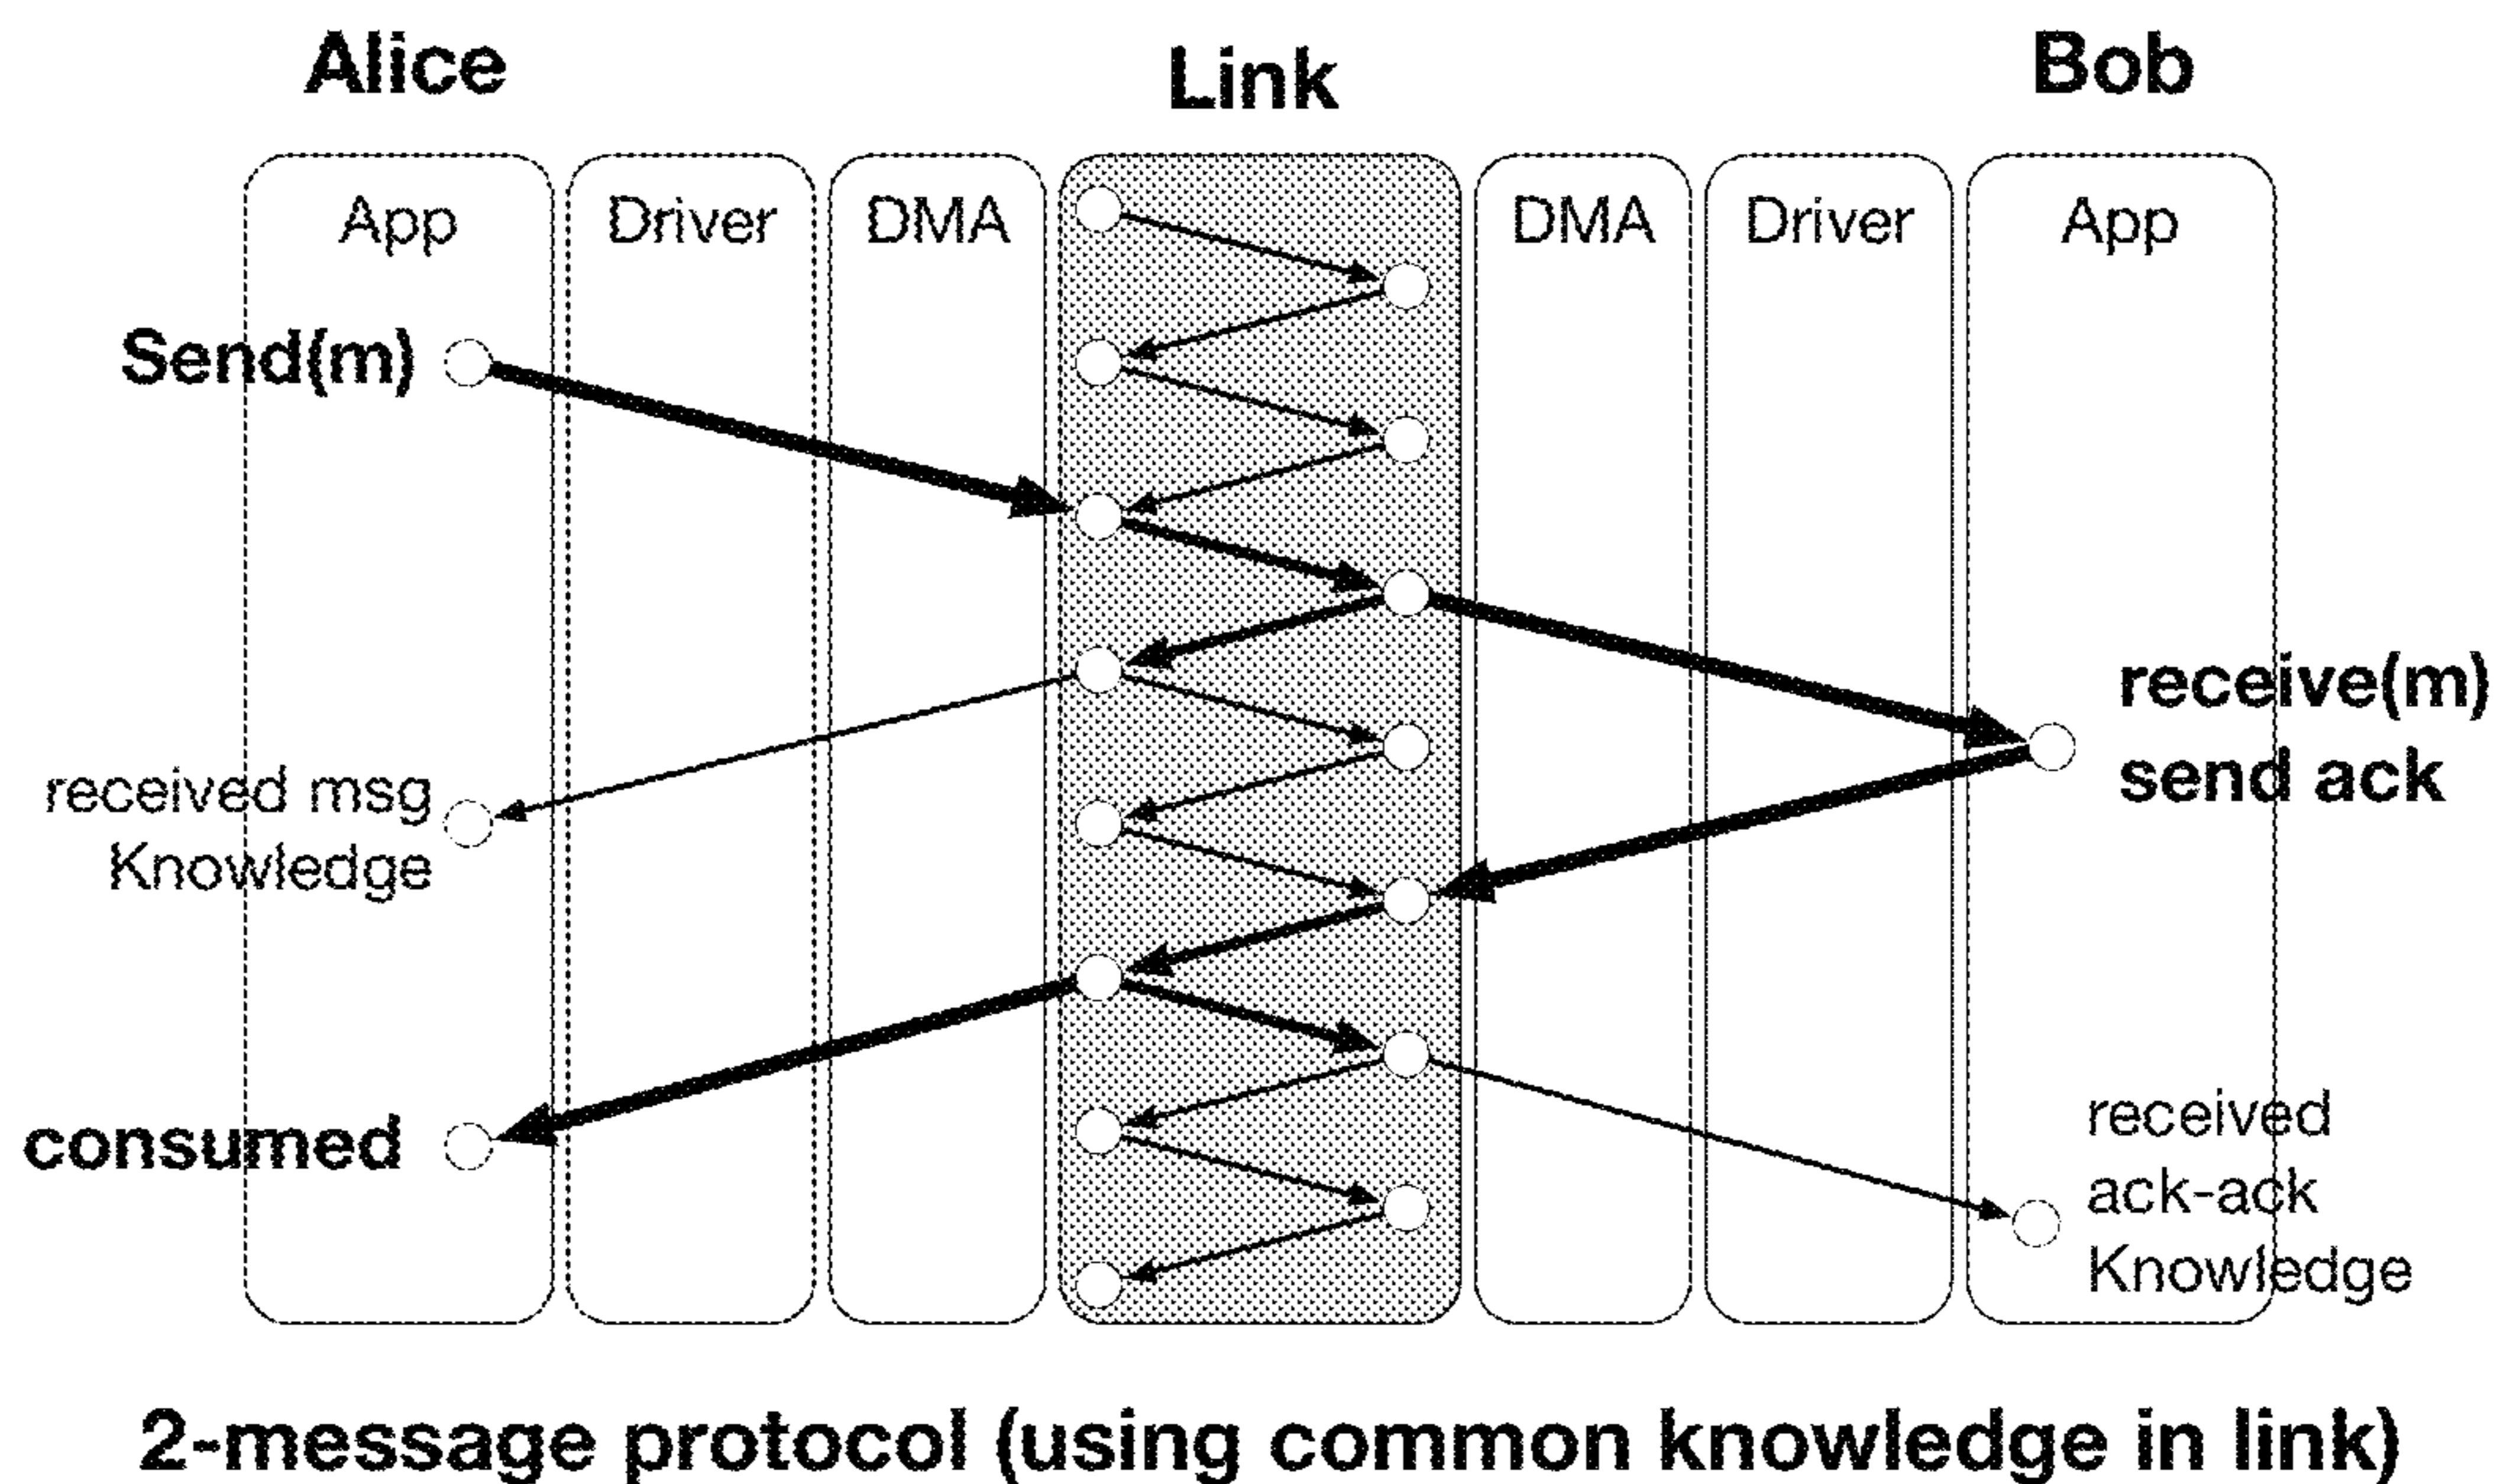 Alice
Link
Bob
App
Driver
DMA
DMA
Driver
App
Send(m)
receive(m)
send ack
received msg
Knowledge
consumed
received
ack-ack
Knowledge
2-message protocol (using common knowledge in link)